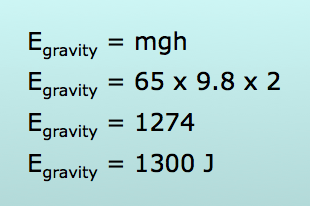 Egravity = mgh
Egravity = 65 x 9.8 x 2
Egravity = 1274
Egravity = 1300 J